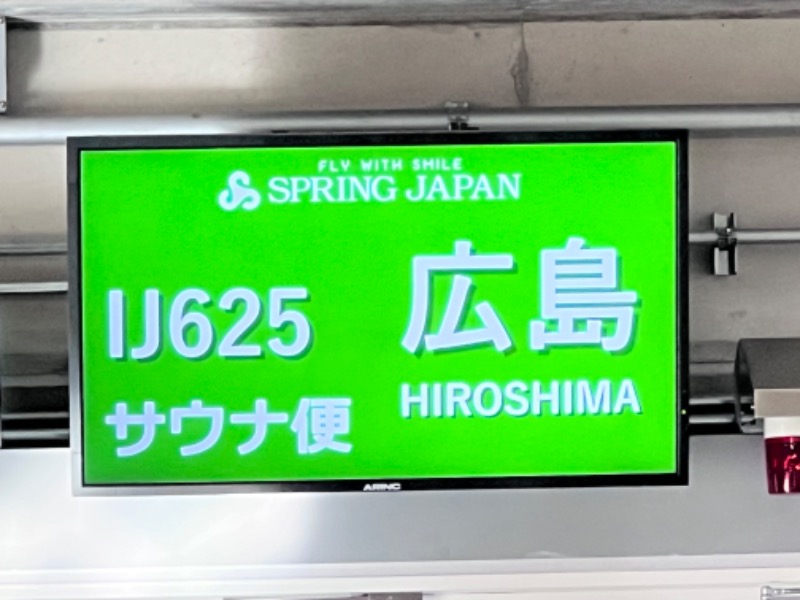 FLY WITH SMILE
SPRING JAPAN
IJ625
広島
サウナ便
HIROSHIMA
ARINC